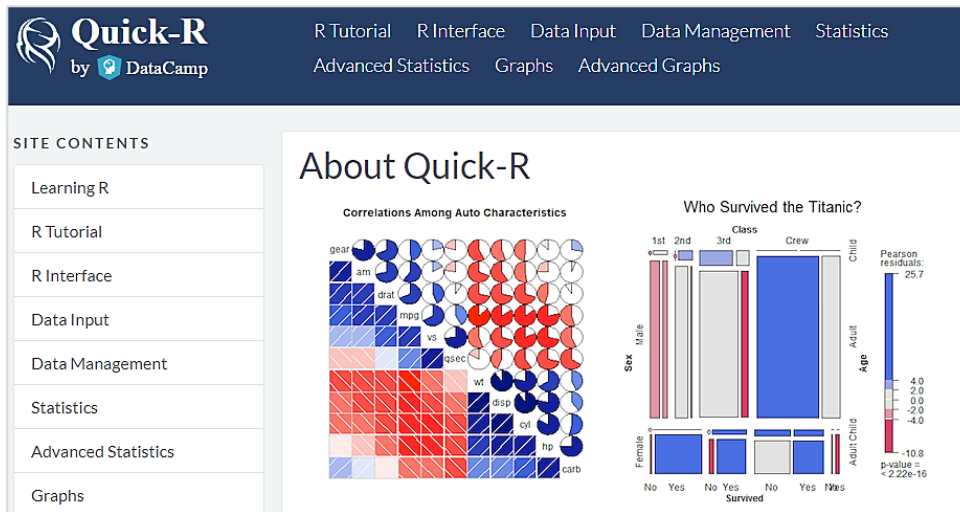 Quick-R
by DataCamp
R Tutorial R Interface Data Input Data Management Statistics
Advanced Statistics Graphs Advanced Graphs
SITE CONTENTS
Learning R
R Tutorial
R Interface
Data Input
Data Management
Statistics
Advanced Statistics
Graphs
About Quick-R
Correlations Among Auto Characteristics
gear
am
drat
mpg
vs
qsec
wt
disp
cyl
hp
carb
Who Survived the Titanic?
Class
1st 2nd 3rd Crew
Sex
Male
Female
Child
Adult
Age
Adult Child
No Yes No Yes No Yes No Yes
Survived
Pearson
residuals:
25.7
4.0
2.0
0.0
-2.0
-4.0
-10.8
p-value =
< 2.22e-16